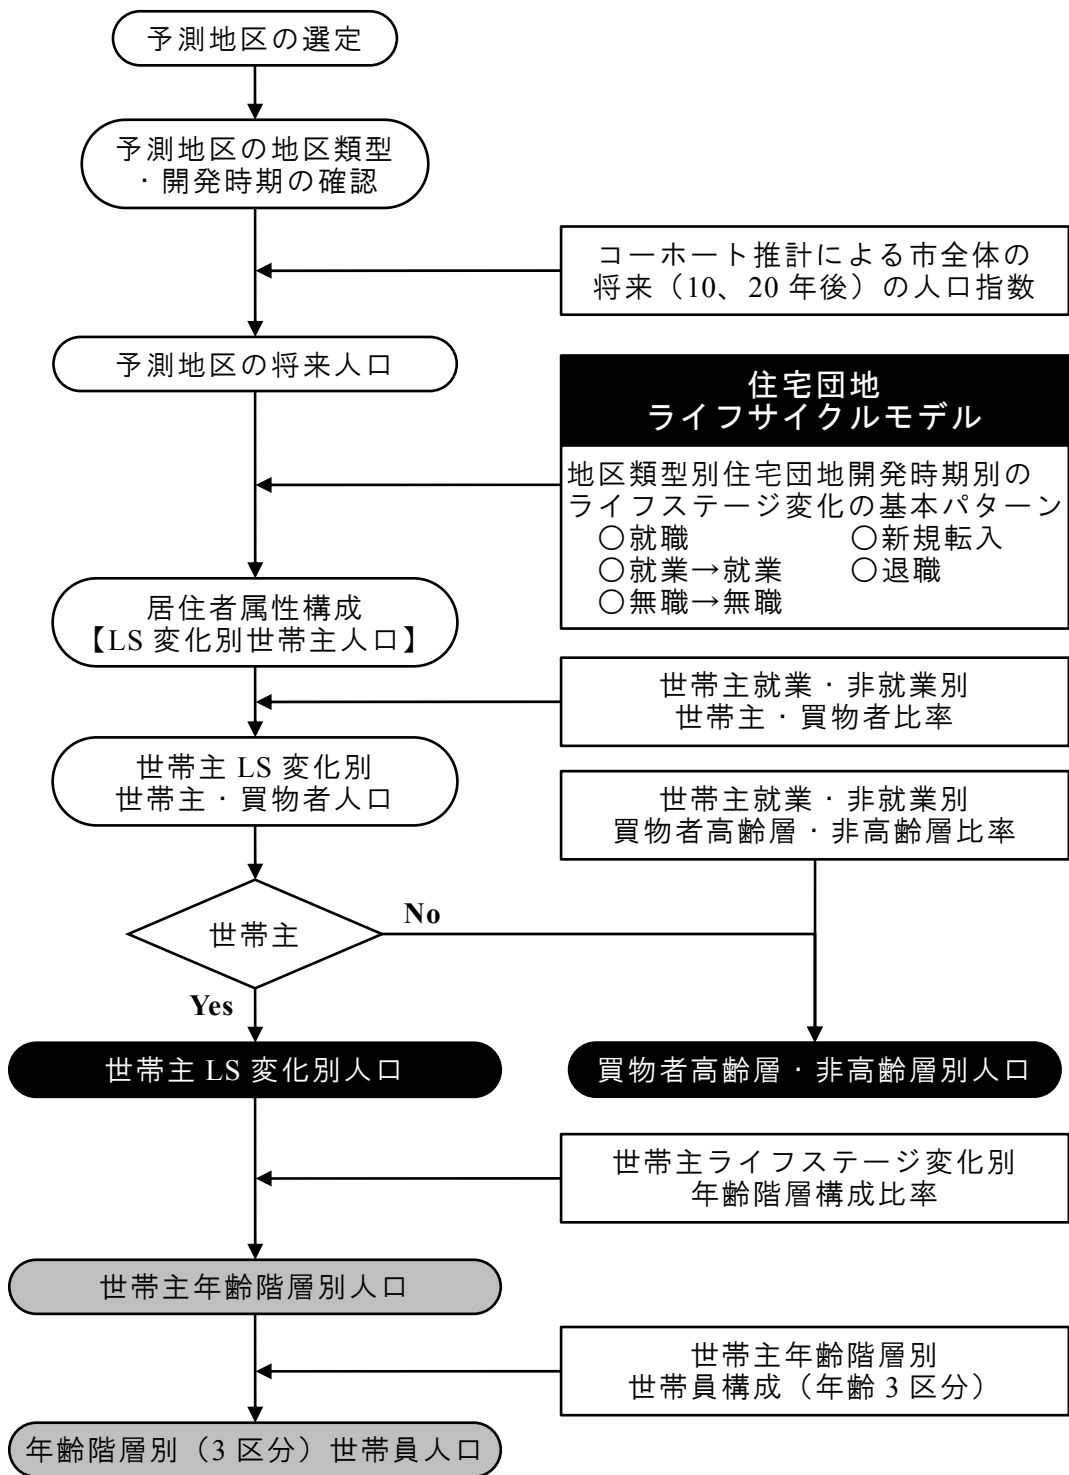 予測地区の選定
予測地区の地区類型
・開発時期の確認
コーホート推計による市全体の
将来（10、20 年後）の人口指数
予測地区の将来人口
住宅団地
ライフサイクルモデル
地区類型別住宅団地開発時期別の
ライフステージ変化の基本パターン
○就職 ○新規転入
○就業→就業 ○退職
○無職→無職
居住者属性構成
【LS 変化別世帯主人口】
世帯主就業・非就業別
世帯主・買物者比率
世帯主 LS 変化別
世帯主・買物者人口
世帯主就業・非就業別
買物者高齢層・非高齢層比率
世帯主
No
Yes
世帯主 LS 変化別人口
買物者高齢層・非高齢層別人口
世帯主ライフステージ変化別
年齢階層構成比率
世帯主年齢階層別人口
世帯主年齢階層別
世帯員構成（年齢 3 区分）
年齢階層別（3 区分）世帯員人口